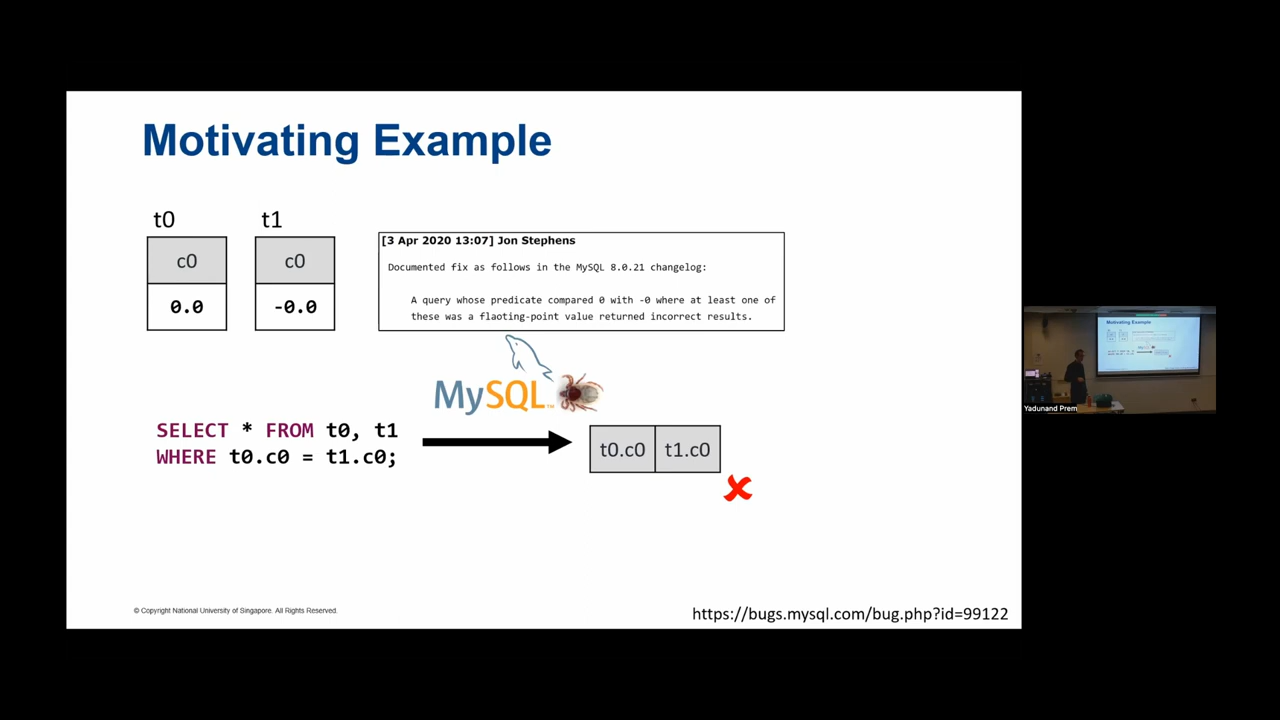 Motivating Example
t0
t1
c0
c0
0.0
-0.0
[3 Apr 2020 13:07] Jon Stephens
Documented fix as follows in the MySQL 8.0.21 changelog:
A query whose predicate compared 0 with -0 where at least one of
these was a flaoting-point value returned incorrect results.
MySQL™
SELECT * FROM t0, t1
WHERE t0.c0 = t1.c0;
t0.c0
t1.c0
© Copyright National University of Singapore. All Rights Reserved.
https://bugs.mysql.com/bug.php?id=99122
Motivating Example
Yadunand Prem